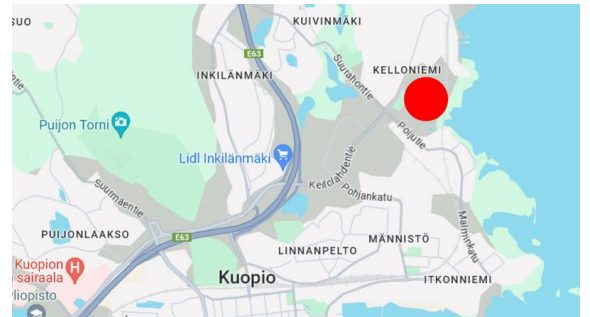 SUO
KUIVINMÄKI
E63
Suurahontie
KELLONIEMI
INKILÄNMÄKI
Puijon Torni
Poijutie
Lidl Inkilänmäki
Kellolahdentie
Suurmäentie
Pohjankatu
PUIJONLAAKSO
E63
Malminkatu
MÄNNISTÖ
LINNANPELTO
Kuopion
H
sairaala
Kuopio
ITKONNIEMI
yliopisto